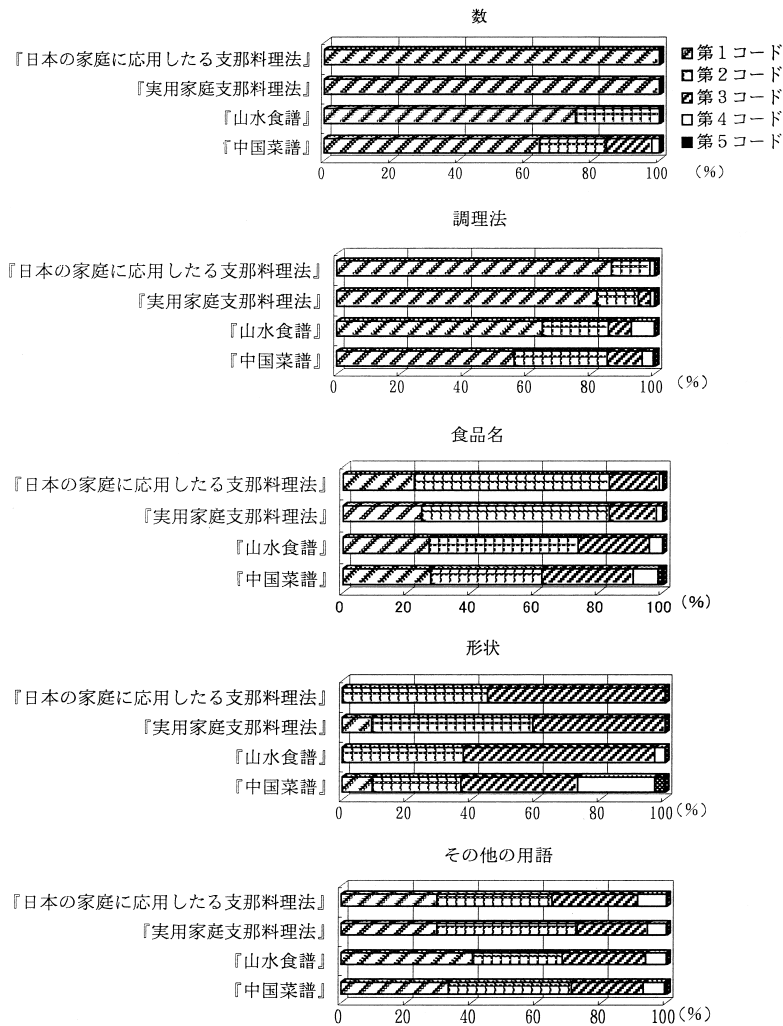 数
『日本の家庭に応用したる支那料理法』
『実用家庭支那料理法』
『山水食譜』
『中国菜譜』
0 20 40 60 80 100 (%)
第1コード
第2コード
第3コード
第4コード
第5コード
調理法
『日本の家庭に応用したる支那料理法』
『実用家庭支那料理法』
『山水食譜』
『中国菜譜』
0 20 40 60 80 100 (%)
食品名
『日本の家庭に応用したる支那料理法』
『実用家庭支那料理法』
『山水食譜』
『中国菜譜』
0 20 40 60 80 100 (%)
形状
『日本の家庭に応用したる支那料理法』
『実用家庭支那料理法』
『山水食譜』
『中国菜譜』
0 20 40 60 80 100 (%)
その他の用語
『日本の家庭に応用したる支那料理法』
『実用家庭支那料理法』
『山水食譜』
『中国菜譜』
0 20 40 60 80 100 (%)